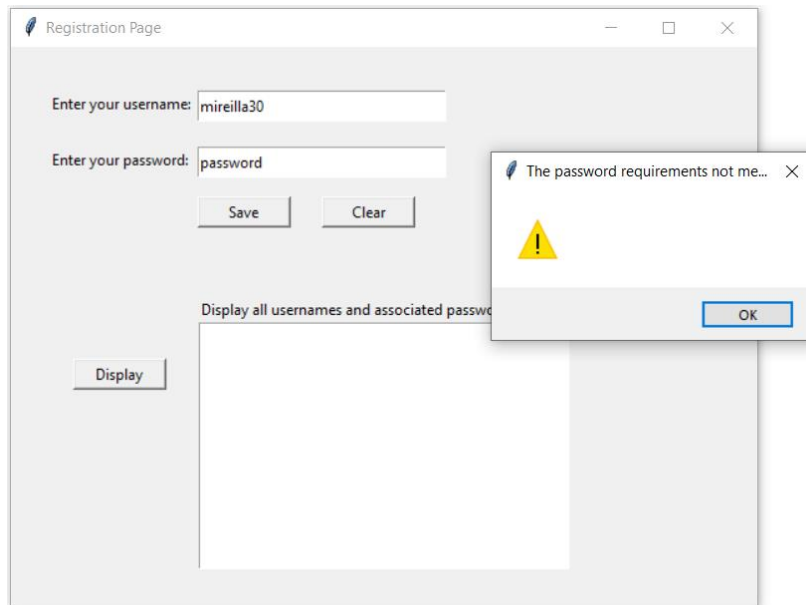 Registration Page
Enter your username: mireilla30
Enter your password: password
The password requirements not me...
Save Clear
!
OK
Display all usernames and associated
Display